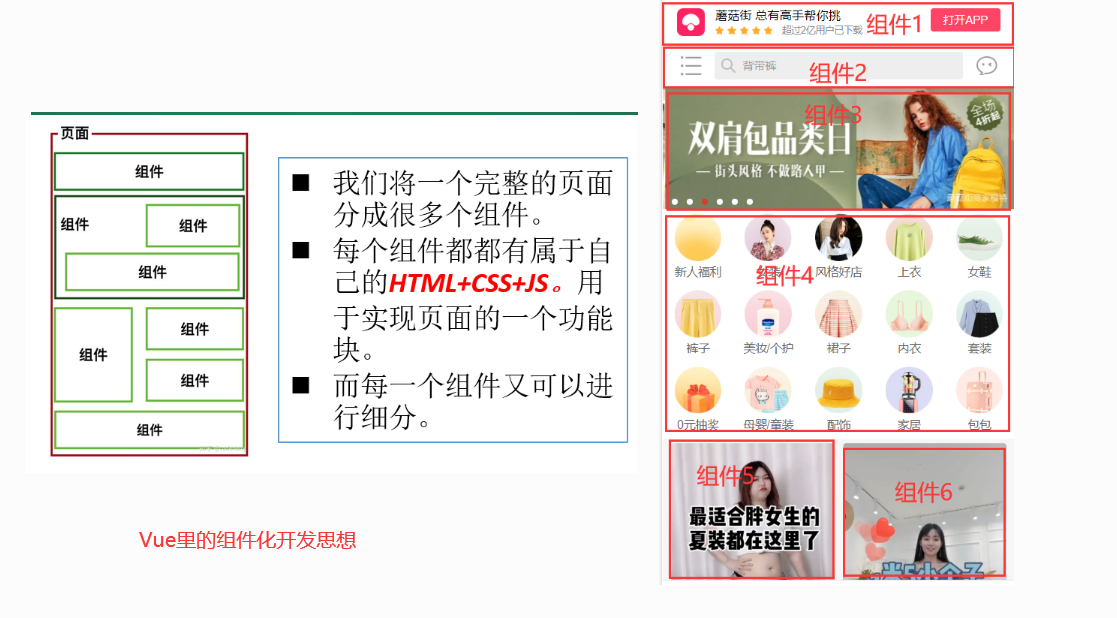 页面
组件
组件
组件
组件
组件
组件
组件
组件
■ 我们将一个完整的页面
分成很多个组件。
■ 每个组件都都有属于自
己的HTML+CSS+JS。用
于实现页面的一个功能
块。
■ 而每一个组件又可以进
行细分。
Vue里的组件化开发思想
蘑菇街 总有高手帮你挑
超过2亿用户已下载
组件1
打开APP
背带裤
组件2
组件3
双肩包品类日
— 街头风格 不做路人甲 —
全场
4折起
新人福利
风格好店
上衣
女鞋
组件4
裤子
美妆/个护
裙子
内衣
套装
0元抽奖
母婴/童装
配饰
家居
包包
组件5
最适合胖女生的
夏装都在这里了
组件6